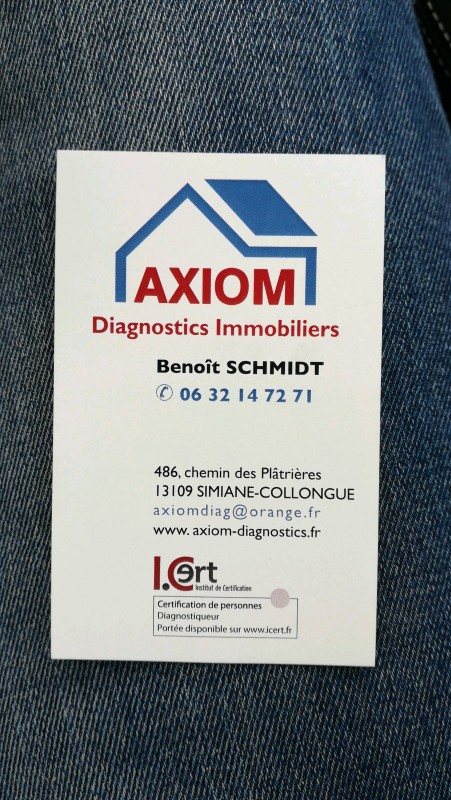 AXIOM
Diagnostics Immobiliers
Benoît SCHMIDT
✆ 06 32 14 72 71
486, chemin des Plâtrières
13109 SIMIANE-COLLONGUE
axiomdiag@orange.fr
www.axiom-diagnostics.fr
I.Cert
Institut de Certification
Certification de personnes
Diagnostiqueur
Portée disponible sur www.icert.fr